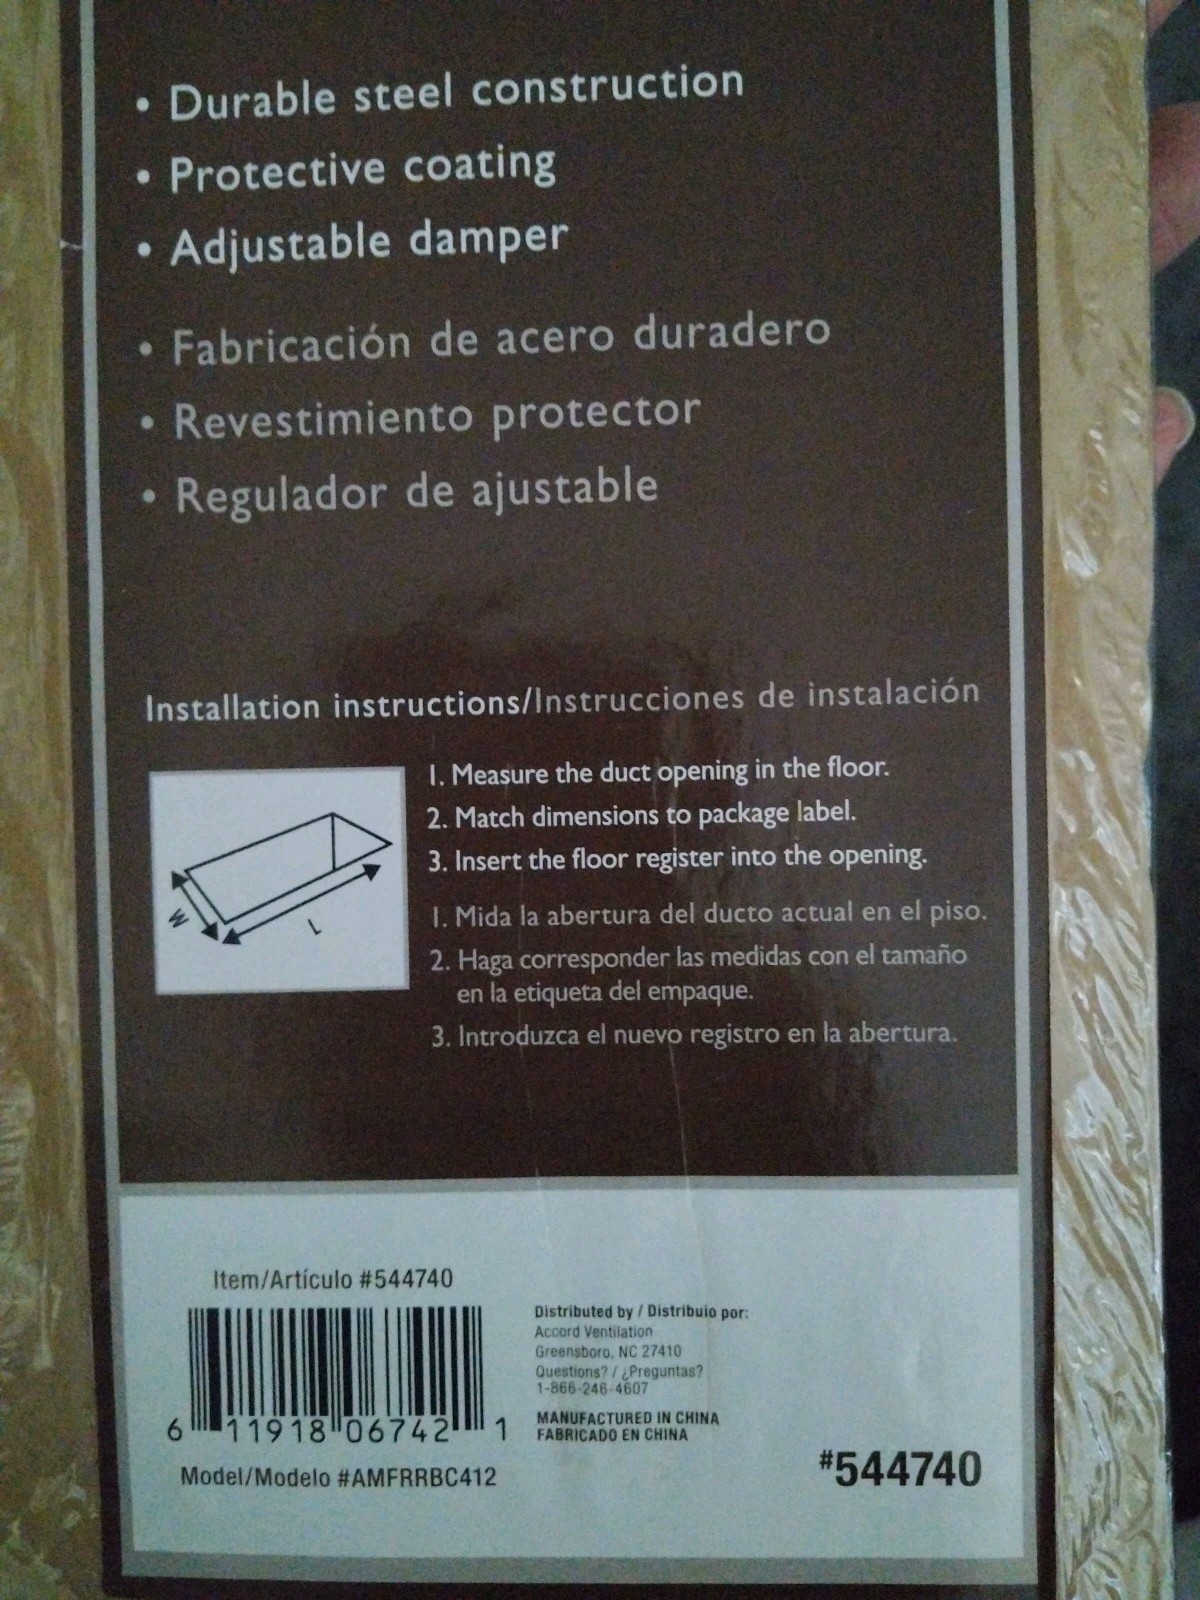 • Durable steel construction
• Protective coating
• Adjustable damper
• Fabricación de acero duradero
• Revestimiento protector
• Regulador de ajustable
Installation instructions/Instrucciones de instalación
W
L
1. Measure the duct opening in the floor.
2. Match dimensions to package label.
3. Insert the floor register into the opening.
1. Mida la abertura del ducto actual en el piso.
2. Haga corresponder las medidas con el tamaño
en la etiqueta del empaque.
3. Introduzca el nuevo registro en la abertura.
Item/Artículo #544740
6 11918 06742 1
Model/Modelo #AMFRRBC412
Distributed by / Distribuio por:
Accord Ventilation
Greensboro, NC 27410
Questions? / ¿Preguntas?
1-866-246-4607
MANUFACTURED IN CHINA
FABRICADO EN CHINA
#544740